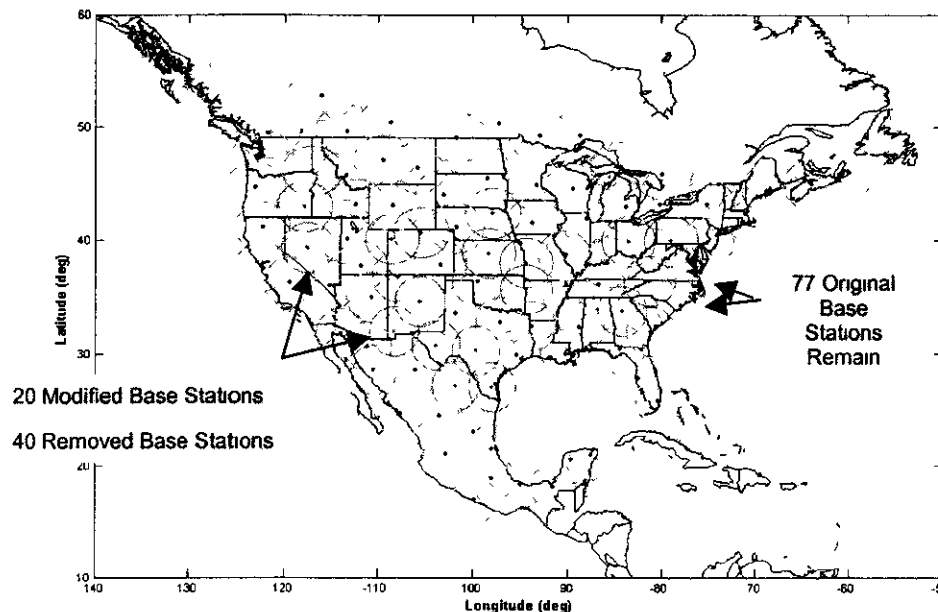 60
50
40
30
20
10
Latitude (deg)
77 Original
Base
Stations
Remain
20 Modified Base Stations
40 Removed Base Stations
140 130 120 110 100 -90 -80 -70 -60 -50
Longitude (deg)